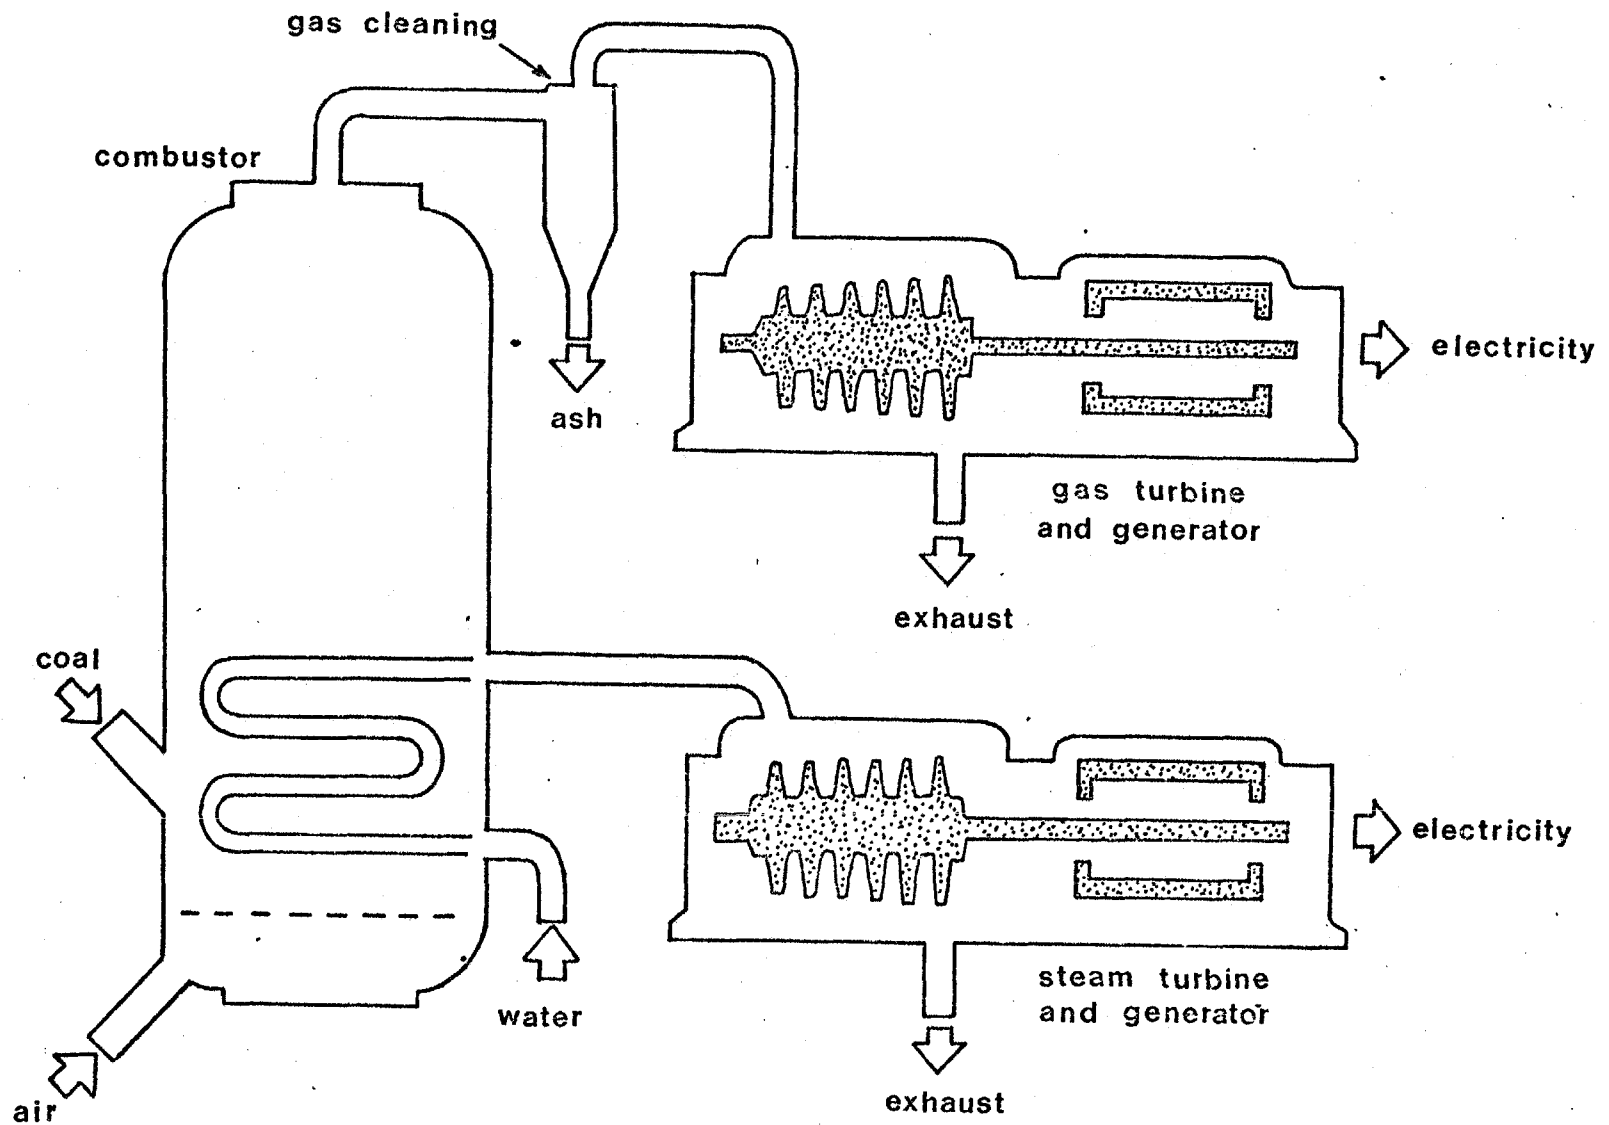 gas cleaning
combustor
ash
electricity
gas turbine
and generator
exhaust
coal
electricity
water
steam turbine
and generator
air
exhaust